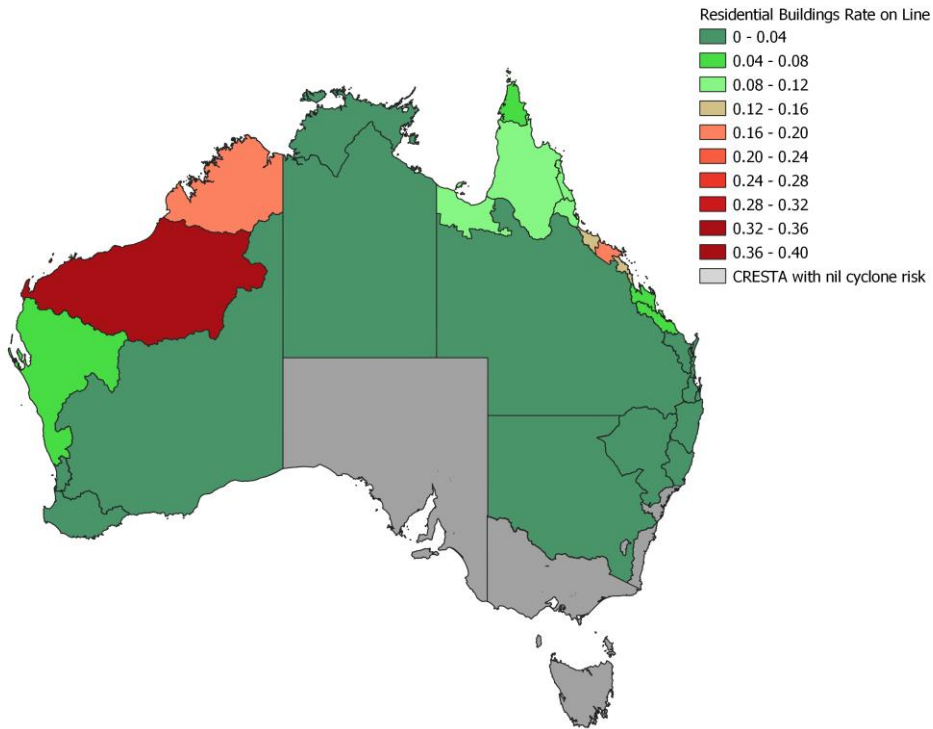 Residential Buildings Rate on Line
0 - 0.04
0.04 - 0.08
0.08 - 0.12
0.12 - 0.16
0.16 - 0.20
0.20 - 0.24
0.24 - 0.28
0.28 - 0.32
0.32 - 0.36
0.36 - 0.40
CRESTA with nil cyclone risk